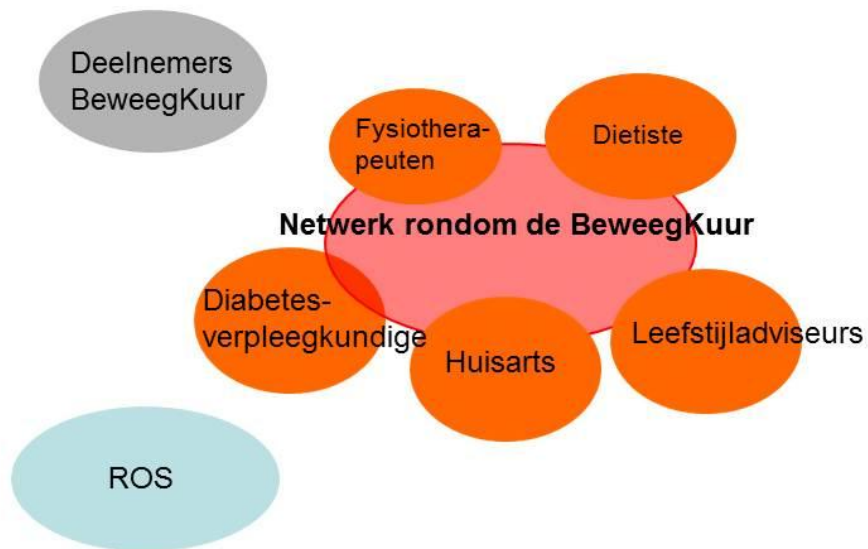 Deelnemers
BeweegKuur
Fysiothera-
peuten
Dietiste
Netwerk rondom de BeweegKuur
Diabetes-
verpleegkundige
Huisarts
Leefstijladviseurs
ROS